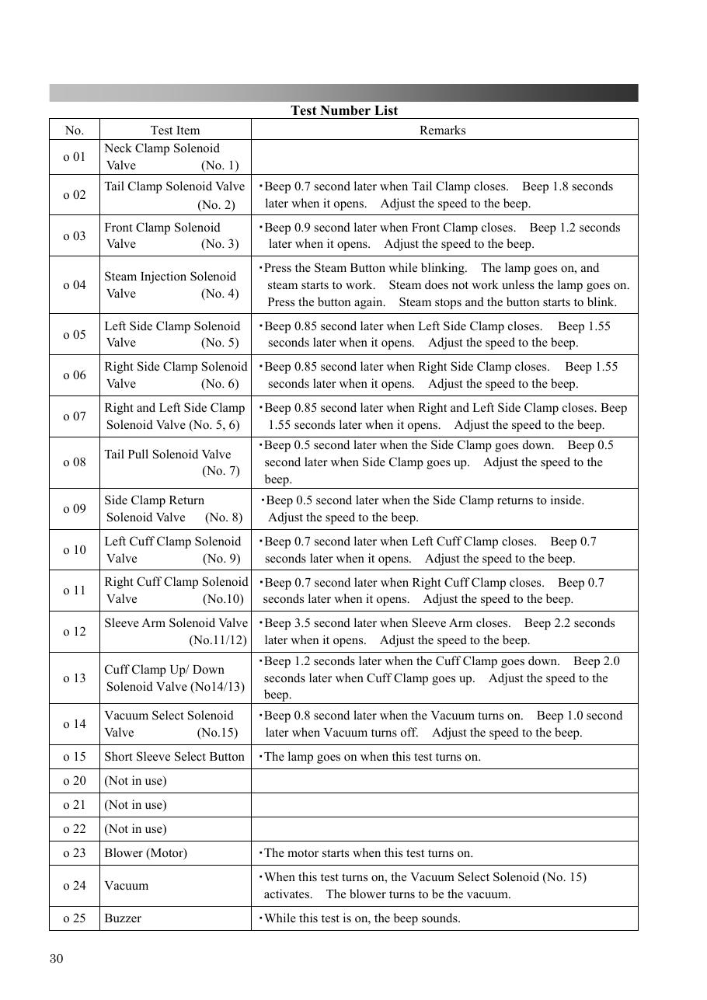 Test Number List
No. Test Item Remarks
o 01 Neck Clamp Solenoid
Valve (No. 1)
o 02 Tail Clamp Solenoid Valve
(No. 2)
・Beep 0.7 second later when Tail Clamp closes. Beep 1.8 seconds
later when it opens. Adjust the speed to the beep.
o 03 Front Clamp Solenoid
Valve (No. 3)
・Beep 0.9 second later when Front Clamp closes. Beep 1.2 seconds
later when it opens. Adjust the speed to the beep.
o 04 Steam Injection Solenoid
Valve (No. 4)
・Press the Steam Button while blinking. The lamp goes on, and
steam starts to work. Steam does not work unless the lamp goes on.
Press the button again. Steam stops and the button starts to blink.
o 05 Left Side Clamp Solenoid
Valve (No. 5)
・Beep 0.85 second later when Left Side Clamp closes. Beep 1.55
seconds later when it opens. Adjust the speed to the beep.
o 06 Right Side Clamp Solenoid
Valve (No. 6)
・Beep 0.85 second later when Right Side Clamp closes. Beep 1.55
seconds later when it opens. Adjust the speed to the beep.
o 07 Right and Left Side Clamp
Solenoid Valve (No. 5, 6)
・Beep 0.85 second later when Right and Left Side Clamp closes. Beep
1.55 seconds later when it opens. Adjust the speed to the beep.
o 08 Tail Pull Solenoid Valve
(No. 7)
・Beep 0.5 second later when the Side Clamp goes down. Beep 0.5
second later when Side Clamp goes up. Adjust the speed to the
beep.
o 09 Side Clamp Return
Solenoid Valve (No. 8)
・Beep 0.5 second later when the Side Clamp returns to inside.
Adjust the speed to the beep.
o 10 Left Cuff Clamp Solenoid
Valve (No. 9)
・Beep 0.7 second later when Left Cuff Clamp closes. Beep 0.7
seconds later when it opens. Adjust the speed to the beep.
o 11 Right Cuff Clamp Solenoid
Valve (No.10)
・Beep 0.7 second later when Right Cuff Clamp closes. Beep 0.7
seconds later when it opens. Adjust the speed to the beep.
o 12 Sleeve Arm Solenoid Valve
(No.11/12)
・Beep 3.5 second later when Sleeve Arm closes. Beep 2.2 seconds
later when it opens. Adjust the speed to the beep.
o 13 Cuff Clamp Up/ Down
Solenoid Valve (No14/13)
・Beep 1.2 seconds later when the Cuff Clamp goes down. Beep 2.0
seconds later when Cuff Clamp goes up. Adjust the speed to the
beep.
o 14 Vacuum Select Solenoid
Valve (No.15)
・Beep 0.8 second later when the Vacuum turns on. Beep 1.0 second
later when Vacuum turns off. Adjust the speed to the beep.
o 15 Short Sleeve Select Button ・The lamp goes on when this test turns on.
o 20 (Not in use)
o 21 (Not in use)
o 22 (Not in use)
o 23 Blower (Motor) ・The motor starts when this test turns on.
o 24 Vacuum
・When this test turns on, the Vacuum Select Solenoid (No. 15)
activates. The blower turns to be the vacuum.
o 25 Buzzer ・While this test is on, the beep sounds.
30